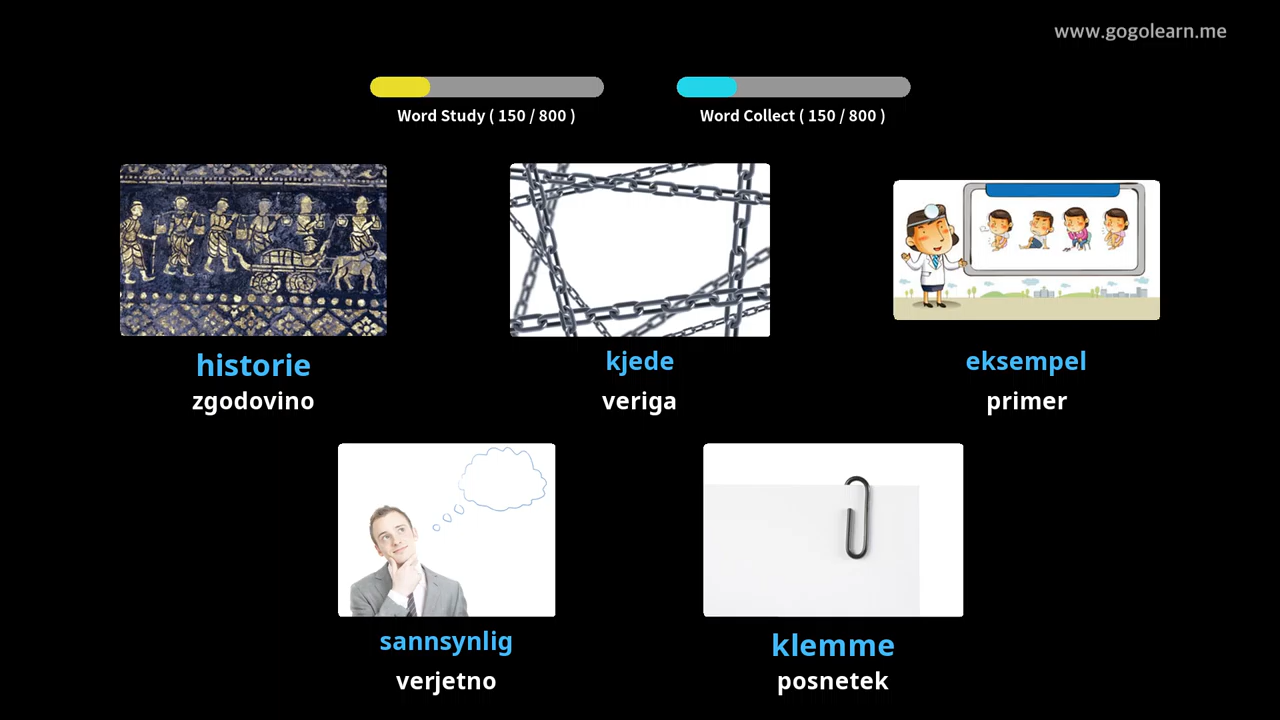 www.gogolearn.me
Word Study ( 150 / 800 )
Word Collect ( 150 / 800 )
historie
kjede
eksempel
zgodovino
veriga
primer
sannsynlig
klemme
verjetno
posnetek